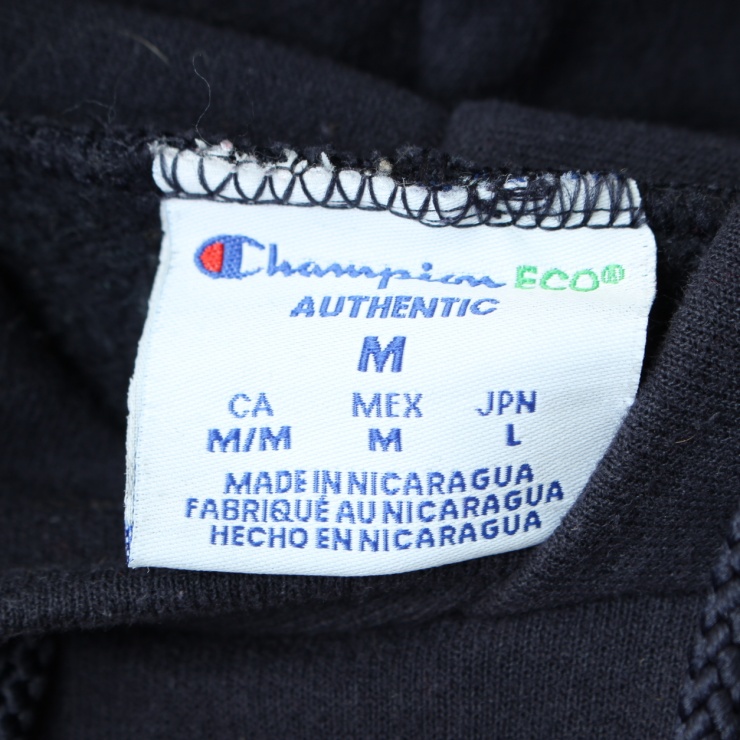 Champion ECO®
AUTHENTIC
M
CA MEX JPN
M/M M L
MADE IN NICARAGUA
FABRIQUÉ AU NICARAGUA
HECHO EN NICARAGUA